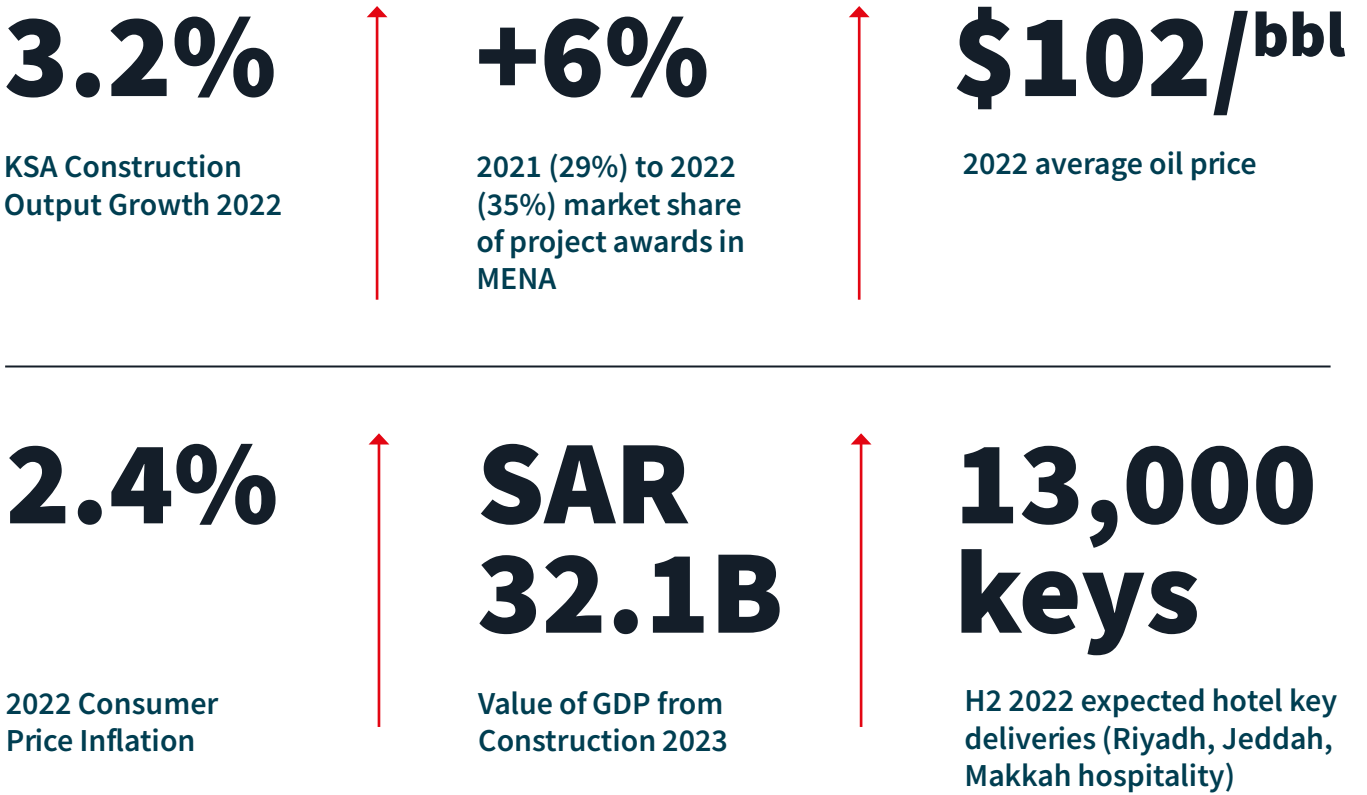 3.2%
KSA Construction
Output Growth 2022
+6%
2021 (29%) to 2022
(35%) market share
of project awards in
MENA
$102/bbl
2022 average oil price
2.4%
2022 Consumer
Price Inflation
SAR
32.1B
Value of GDP from
Construction 2023
13,000
keys
H2 2022 expected hotel key
deliveries (Riyadh, Jeddah,
Makkah hospitality)